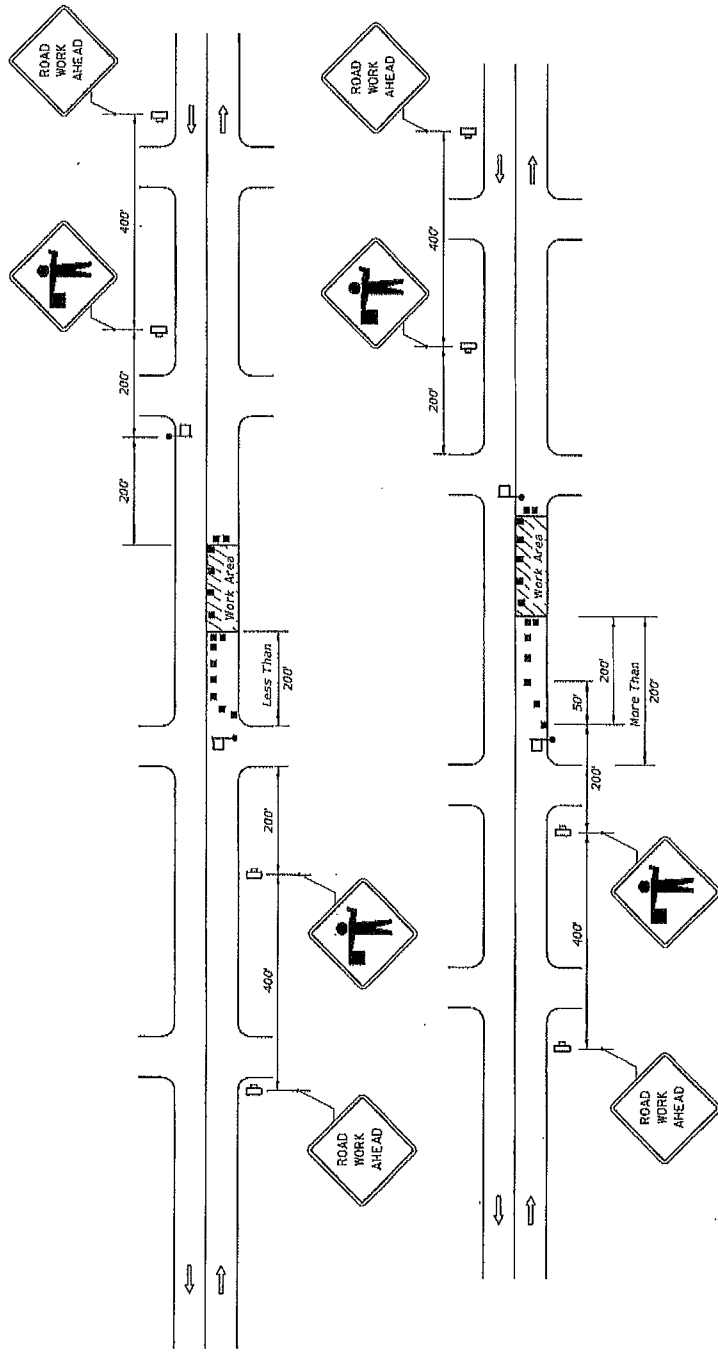 ROAD
WORK
AHEAD
400'
200'
200'
Work Area
Less Than
200'
200'
400'
ROAD
WORK
AHEAD
ROAD
WORK
AHEAD
400'
200'
Work Area
200'
More Than
200'
50'
200'
400'
ROAD
WORK
AHEAD